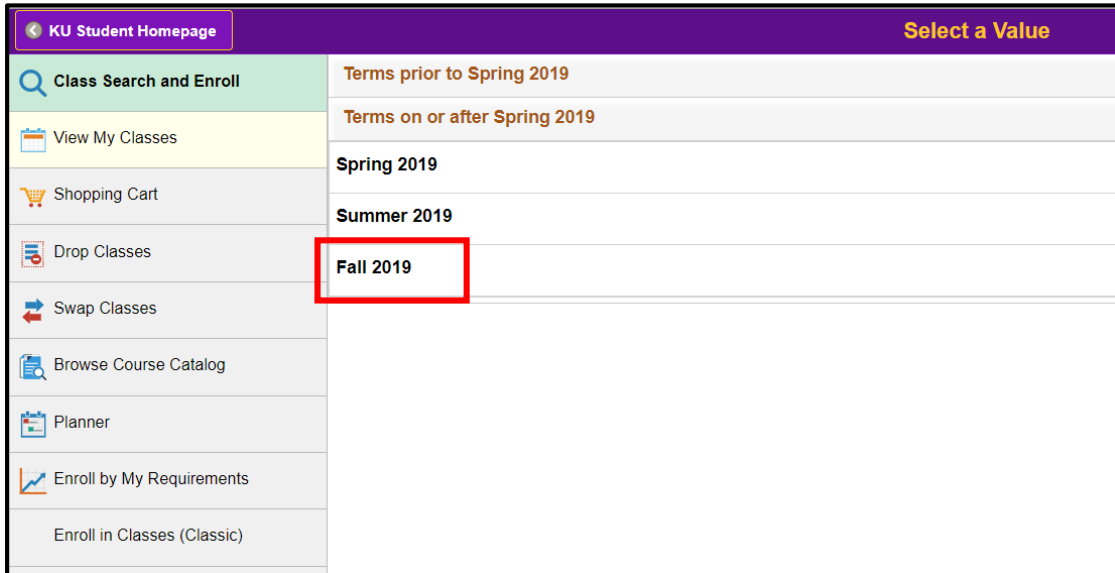 KU Student Homepage
Select a Value
Class Search and Enroll
View My Classes
Shopping Cart
Drop Classes
Swap Classes
Browse Course Catalog
Planner
Enroll by My Requirements
Enroll in Classes (Classic)
Terms prior to Spring 2019
Terms on or after Spring 2019
Spring 2019
Summer 2019
Fall 2019